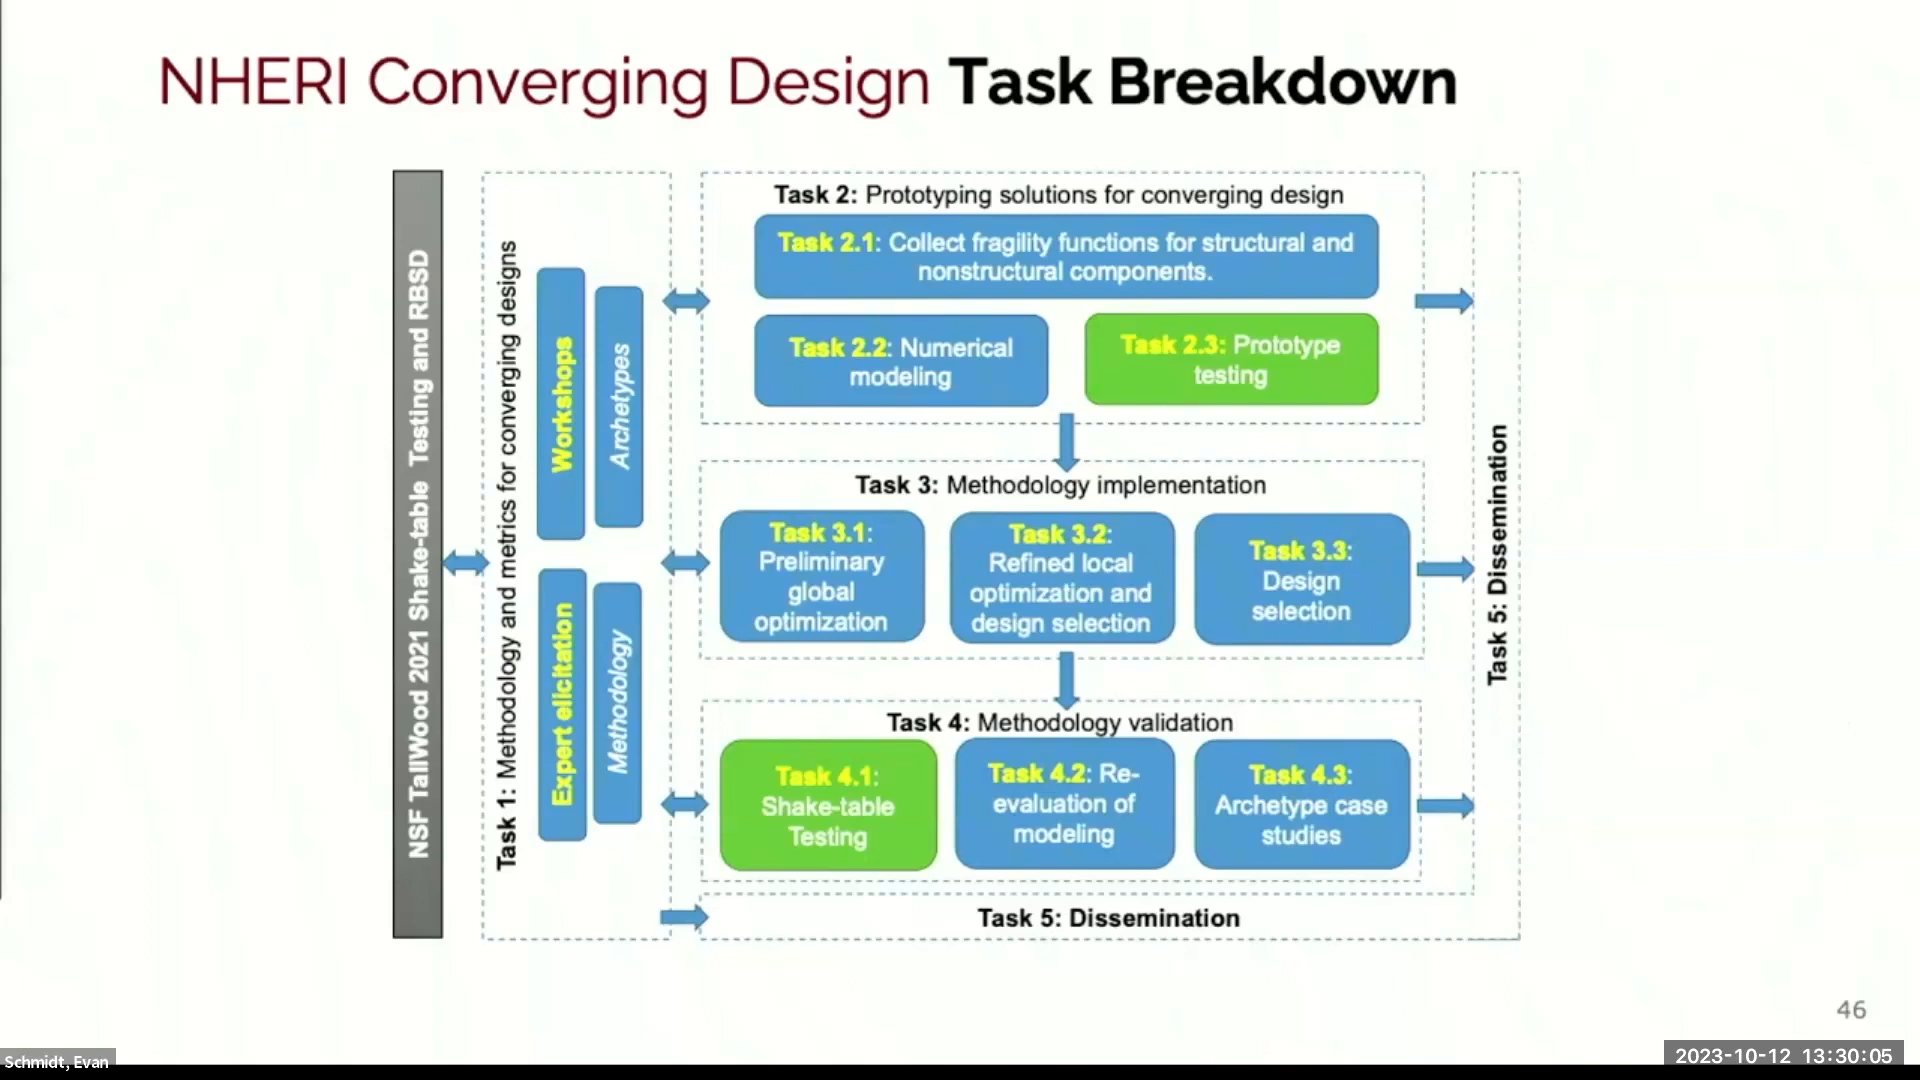 NHERI Converging Design Task Breakdown
NSF TallWood 2021 Shake-table Testing and RBSD
Task 1: Methodology and metrics for converging designs
Workshops
Archetypes
Expert elicitation
Methodology
Task 2: Prototyping solutions for converging design
Task 2.1: Collect fragility functions for structural and
nonstructural components.
Task 2.2: Numerical
modeling
Task 2.3: Prototype
testing
Task 3: Methodology implementation
Task 3.1:
Preliminary
global
optimization
Task 3.2:
Refined local
optimization and
design selection
Task 3.3:
Design
selection
Task 4: Methodology validation
Task 4.1:
Shake-table
Testing
Task 4.2: Re-
evaluation of
modeling
Task 4.3:
Archetype case
studies
Task 5: Dissemination
Task 5: Dissemination
46
Schmidt, Evan
2023-10-12 13:30:05